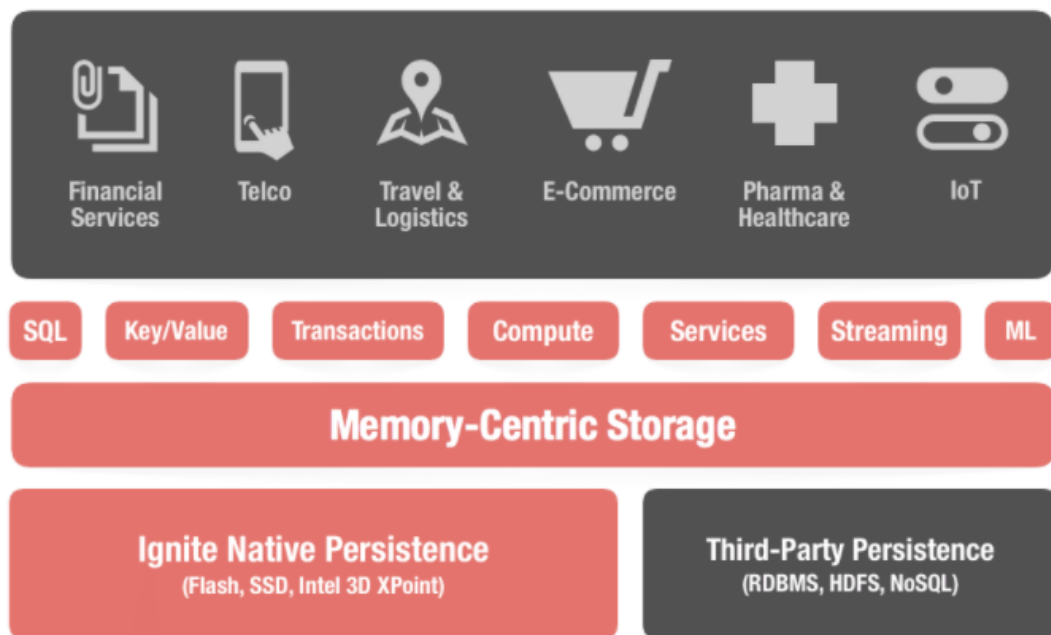 Financial
Services
Telco
Travel &
Logistics
E-Commerce
Pharma &
Healthcare
IoT
SQL
Key/Value
Transactions
Compute
Services
Streaming
ML
Memory-Centric Storage
Ignite Native Persistence
(Flash, SSD, Intel 3D XPoint)
Third-Party Persistence
(RDBMS, HDFS, NoSQL)